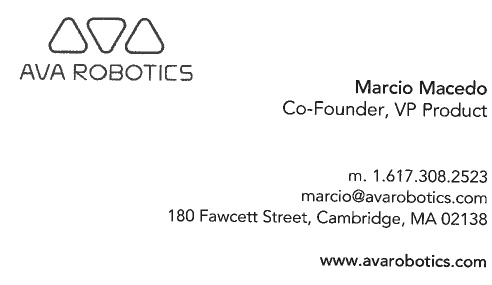 AVA ROBOTICS
Marcio Macedo
Co-Founder, VP Product
m. 1.617.308.2523
marcio@avarobotics.com
180 Fawcett Street, Cambridge, MA 02138
www.avarobotics.com